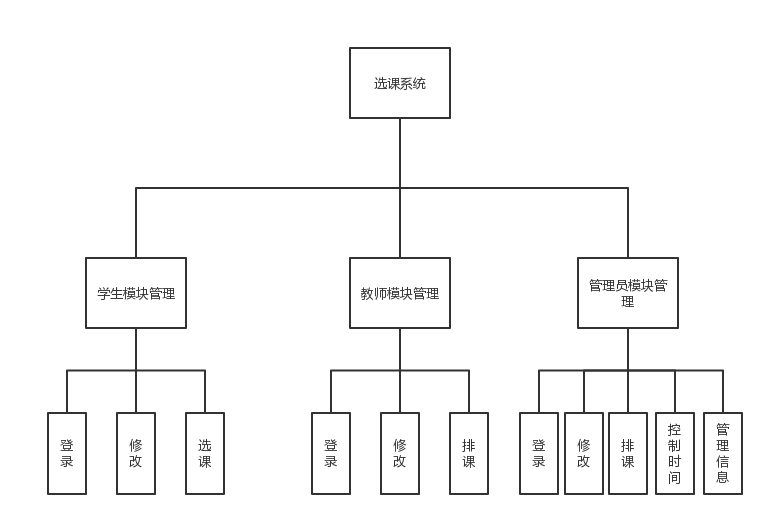 选课系统
学生模块管理
教师模块管理
管理员模块管
理
登
录
修
改
选
课
登
录
修
改
排
课
登
录
修
改
排
课
控
制
时
间
管
理
信
息